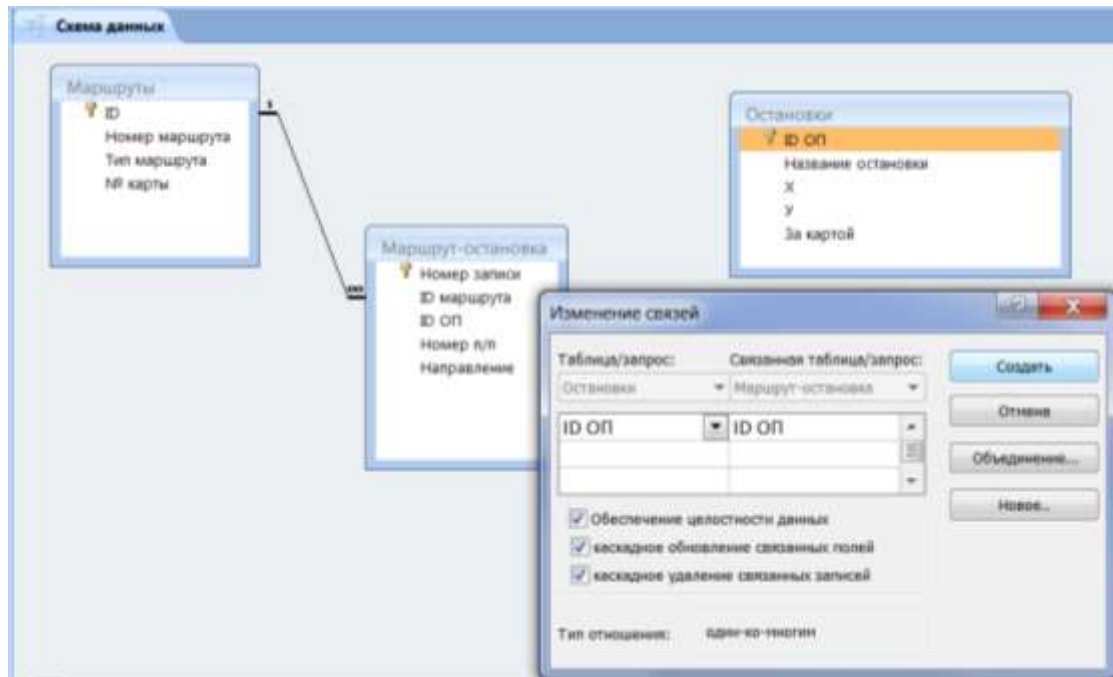 Схема данных
Маршруты
ID
Номер маршрута
Тип маршрута
№ карты
Остановки
ID ОП
Название остановки
X
У
За картой
Маршрут-остановка
Номер записи
ID маршрута
ID ОП
Номер п/п
Направление
Изменение связей
Таблица/запрос: Связанная таблица/запрос:
Остановки Маршрут-остановка
ID ОП ID ОП
Обеспечение целостности данных
каскадное обновление связанных полей
каскадное удаление связанных записей
Тип отношения: один-ко-многим
Создать
Отмена
Объединение...
Новое..